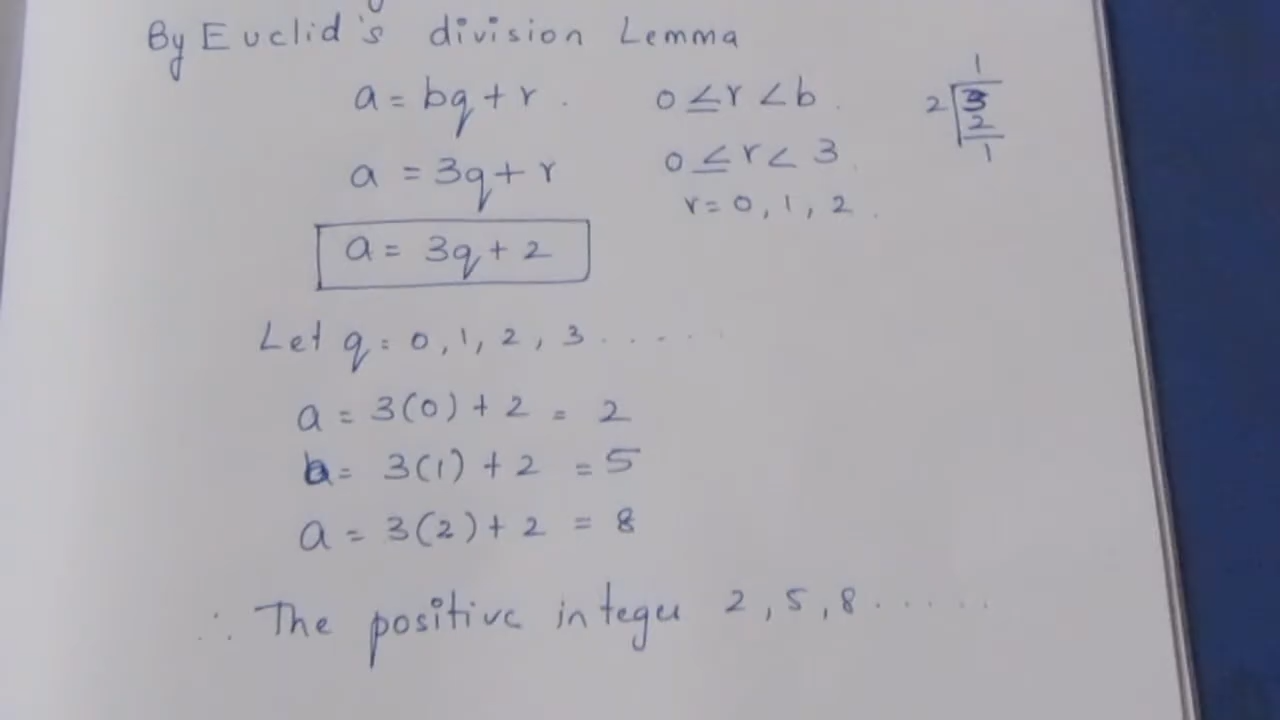 By Euclid's division Lemma
a = bq + r . 0 ≤ r < b .
a = 3q + r 0 ≤ r < 3 .
r = 0, 1, 2 .
a = 3q + 2
1
2 3
2
1
Let q = 0, 1, 2, 3 . . . . . .
a = 3(0) + 2 = 2
a = 3(1) + 2 = 5
a = 3(2) + 2 = 8
∴ The positive integer 2, 5, 8 . . . . . .